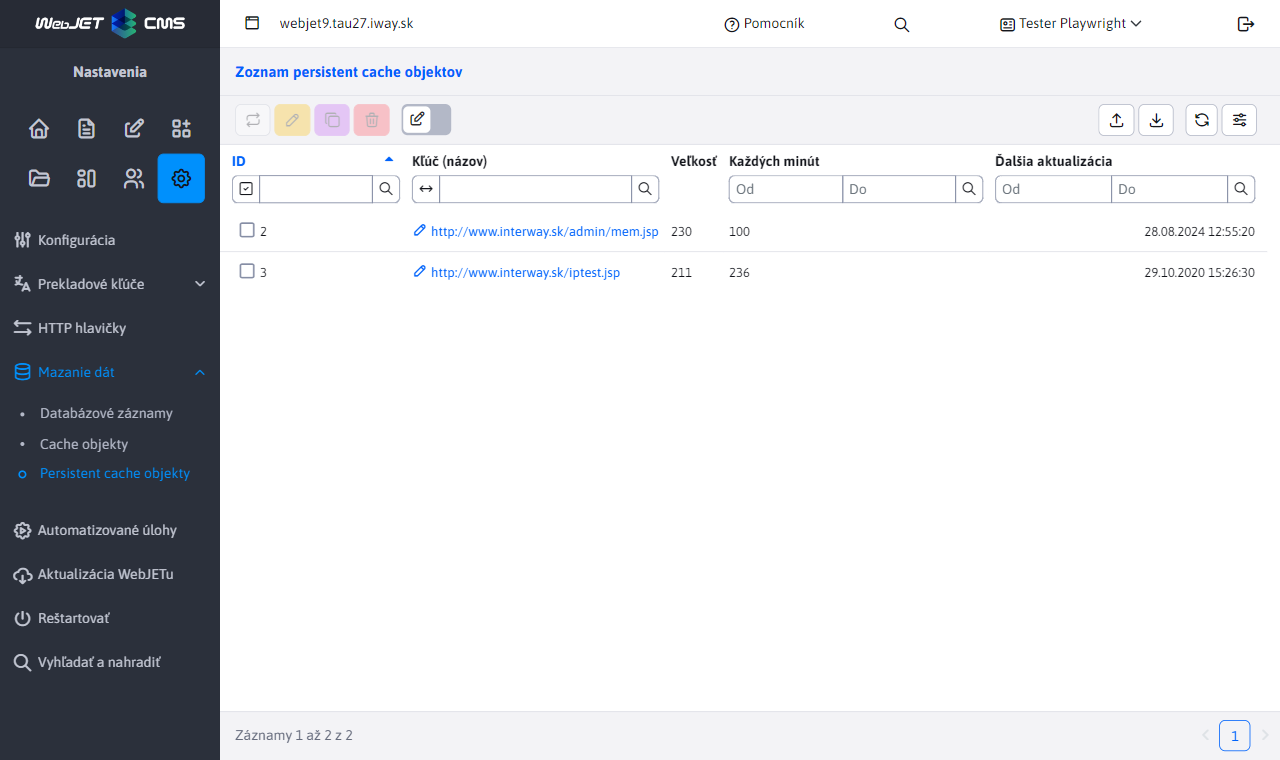 WebJET CMS
webjet9.tau27.iway.sk
Pomocník
Tester Playwright
Nastavenia
Konfigurácia
Prekladové kľúče
HTTP hlavičky
Mazanie dát
Databázové záznamy
Cache objekty
Persistent cache objekty
Automatizované úlohy
Aktualizácia WebJETu
Reštartovať
Vyhľadať a nahradiť
Zoznam persistent cache objektov
ID Kľúč (názov) Veľkosť Každých minút Ďalšia aktualizácia
Od Do Od Do
2 http://www.interway.sk/admin/mem.jsp 230 100 28.08.2024 12:55:20
3 http://www.interway.sk/iptest.jsp 211 236 29.10.2020 15:26:30
Záznamy 1 až 2 z 2
1